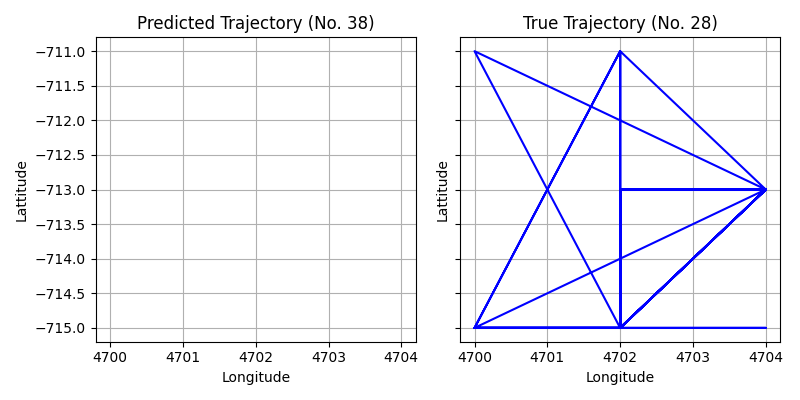 Predicted Trajectory (No. 38)
Lattitude
−711.0
−711.5
−712.0
−712.5
−713.0
−713.5
−714.0
−714.5
−715.0
4700 4701 4702 4703 4704
Longitude
True Trajectory (No. 28)
Lattitude
4700 4701 4702 4703 4704
Longitude